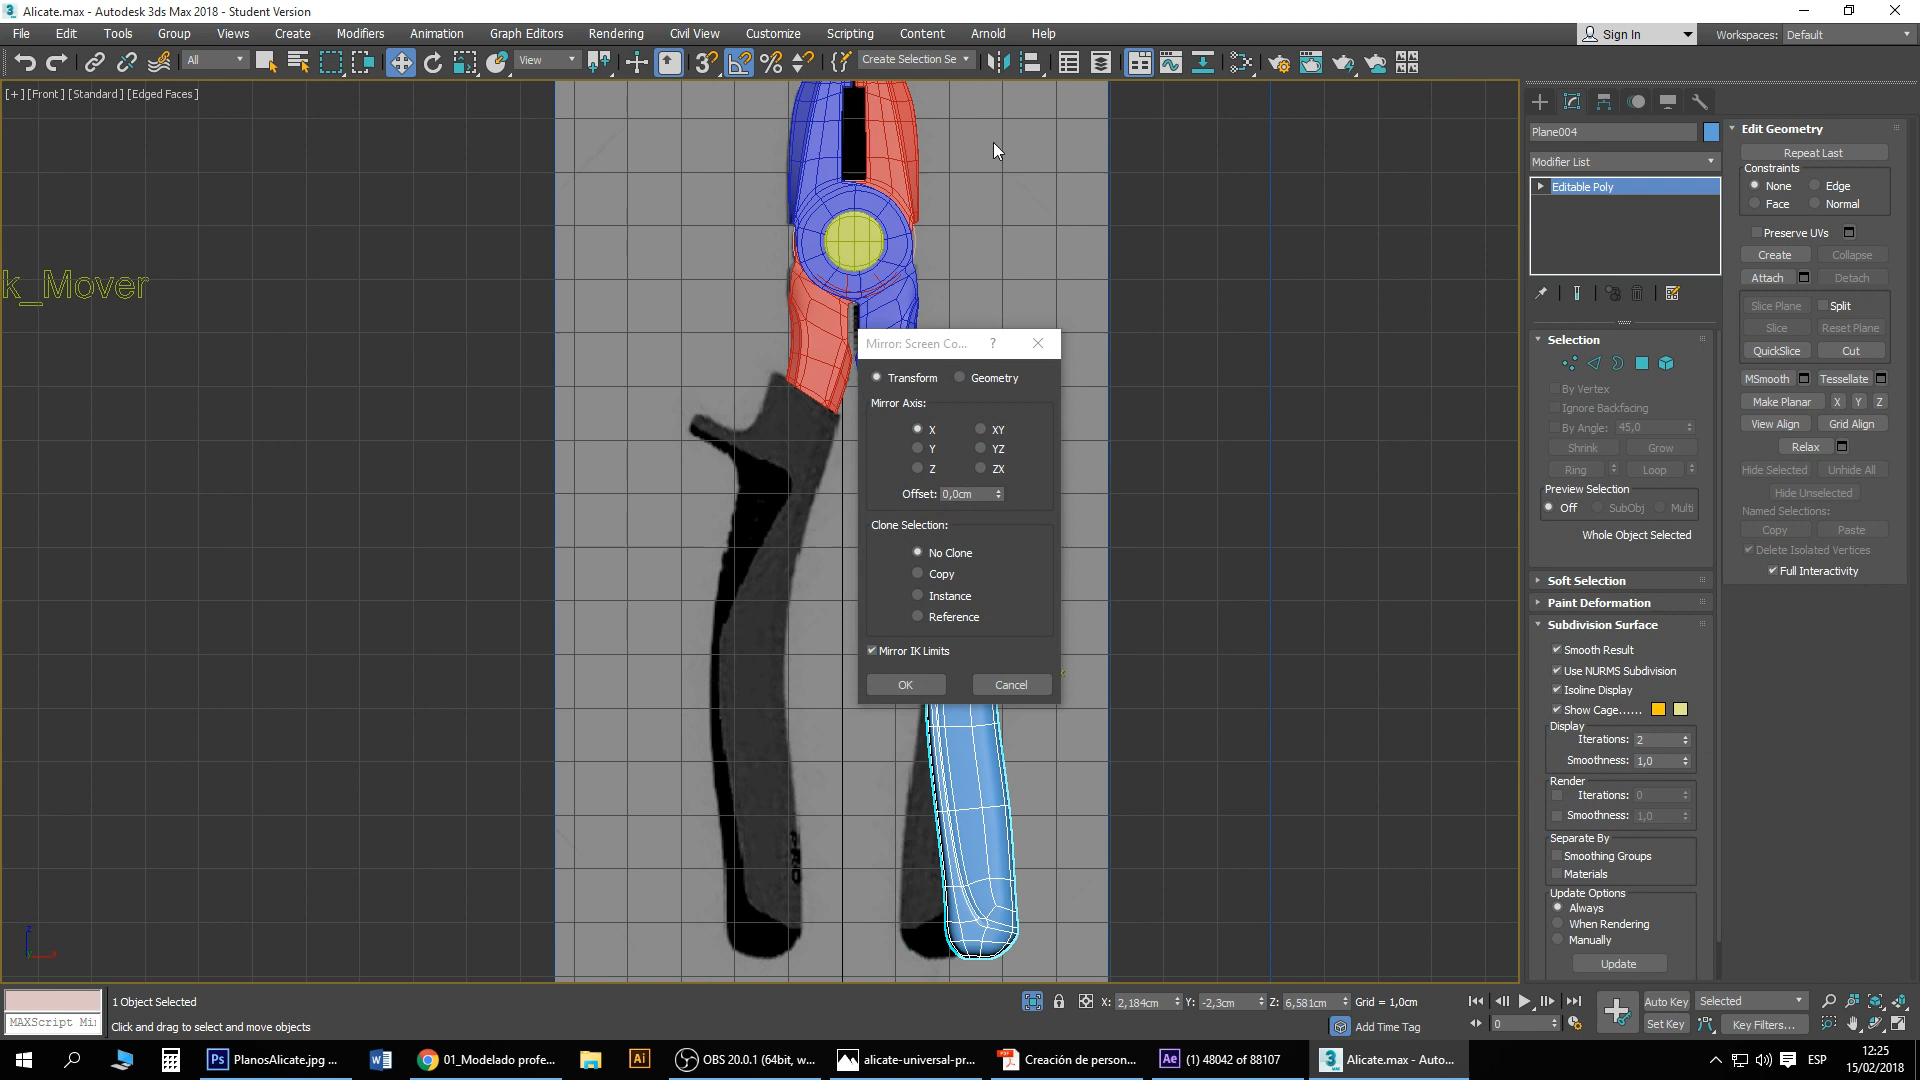 Alicate.max - Autodesk 3ds Max 2018 - Student Version
File Edit Tools Group Views Create Modifiers Animation Graph Editors Rendering Civil View Customize Scripting Content Arnold Help
Sign In Workspaces: Default
All View Create Selection Se
[+] [Front ] [Standard ] [Edged Faces ]
k_Mover
Mirror: Screen Co... ?
Transform Geometry
Mirror Axis:
X XY
Y YZ
Z ZX
Offset: 0,0cm
Clone Selection:
No Clone
Copy
Instance
Reference
Mirror IK Limits
OK Cancel
PRO
Plane004
Modifier List
Editable Poly
Selection
By Vertex
Ignore Backfacing
By Angle: 45,0
Shrink Grow
Ring Loop
Preview Selection
Off SubObj Multi
Whole Object Selected
Soft Selection
Paint Deformation
Subdivision Surface
Smooth Result
Use NURMS Subdivision
Isoline Display
Show Cage......
Display
Iterations: 2
Smoothness: 1,0
Render
Iterations: 0
Smoothness: 1,0
Separate By
Smoothing Groups
Materials
Update Options
Always
When Rendering
Manually
Update
Edit Geometry
Repeat Last
Constraints
None Edge
Face Normal
Preserve UVs
Create Collapse
Attach Detach
Slice Plane Split
Slice Reset Plane
QuickSlice Cut
MSmooth Tessellate
Make Planar X Y Z
View Align Grid Align
Relax
Hide Selected Unhide All
Hide Unselected
Named Selections:
Copy Paste
Delete Isolated Vertices
Full Interactivity
z
x
MAXScript Mi
1 Object Selected
Click and drag to select and move objects
X: 2,184cm Y: -2,3cm Z: 6,581cm Grid = 1,0cm
Add Time Tag
0
Auto Key Selected
Set Key Key Filters...
PlanosAlicate.jpg ... 01_Modelado profe... OBS 20.0.1 (64bit, w... alicate-universal-pr... Creación de person... (1) 48042 of 88107 Alicate.max - Auto...
ESP 12:25
15/02/2018